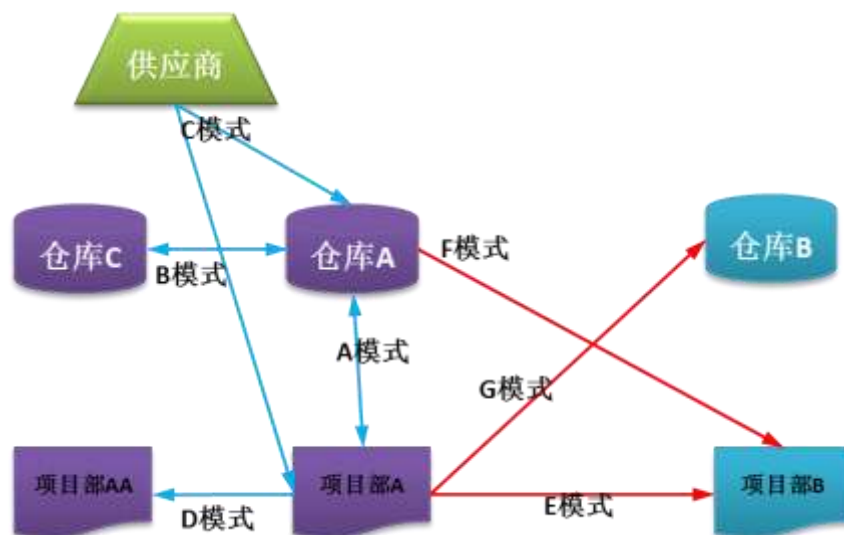 供应商
C模式
仓库C
仓库A
仓库B
B模式
F模式
A模式
G模式
项目部AA
项目部A
项目部B
D模式
E模式